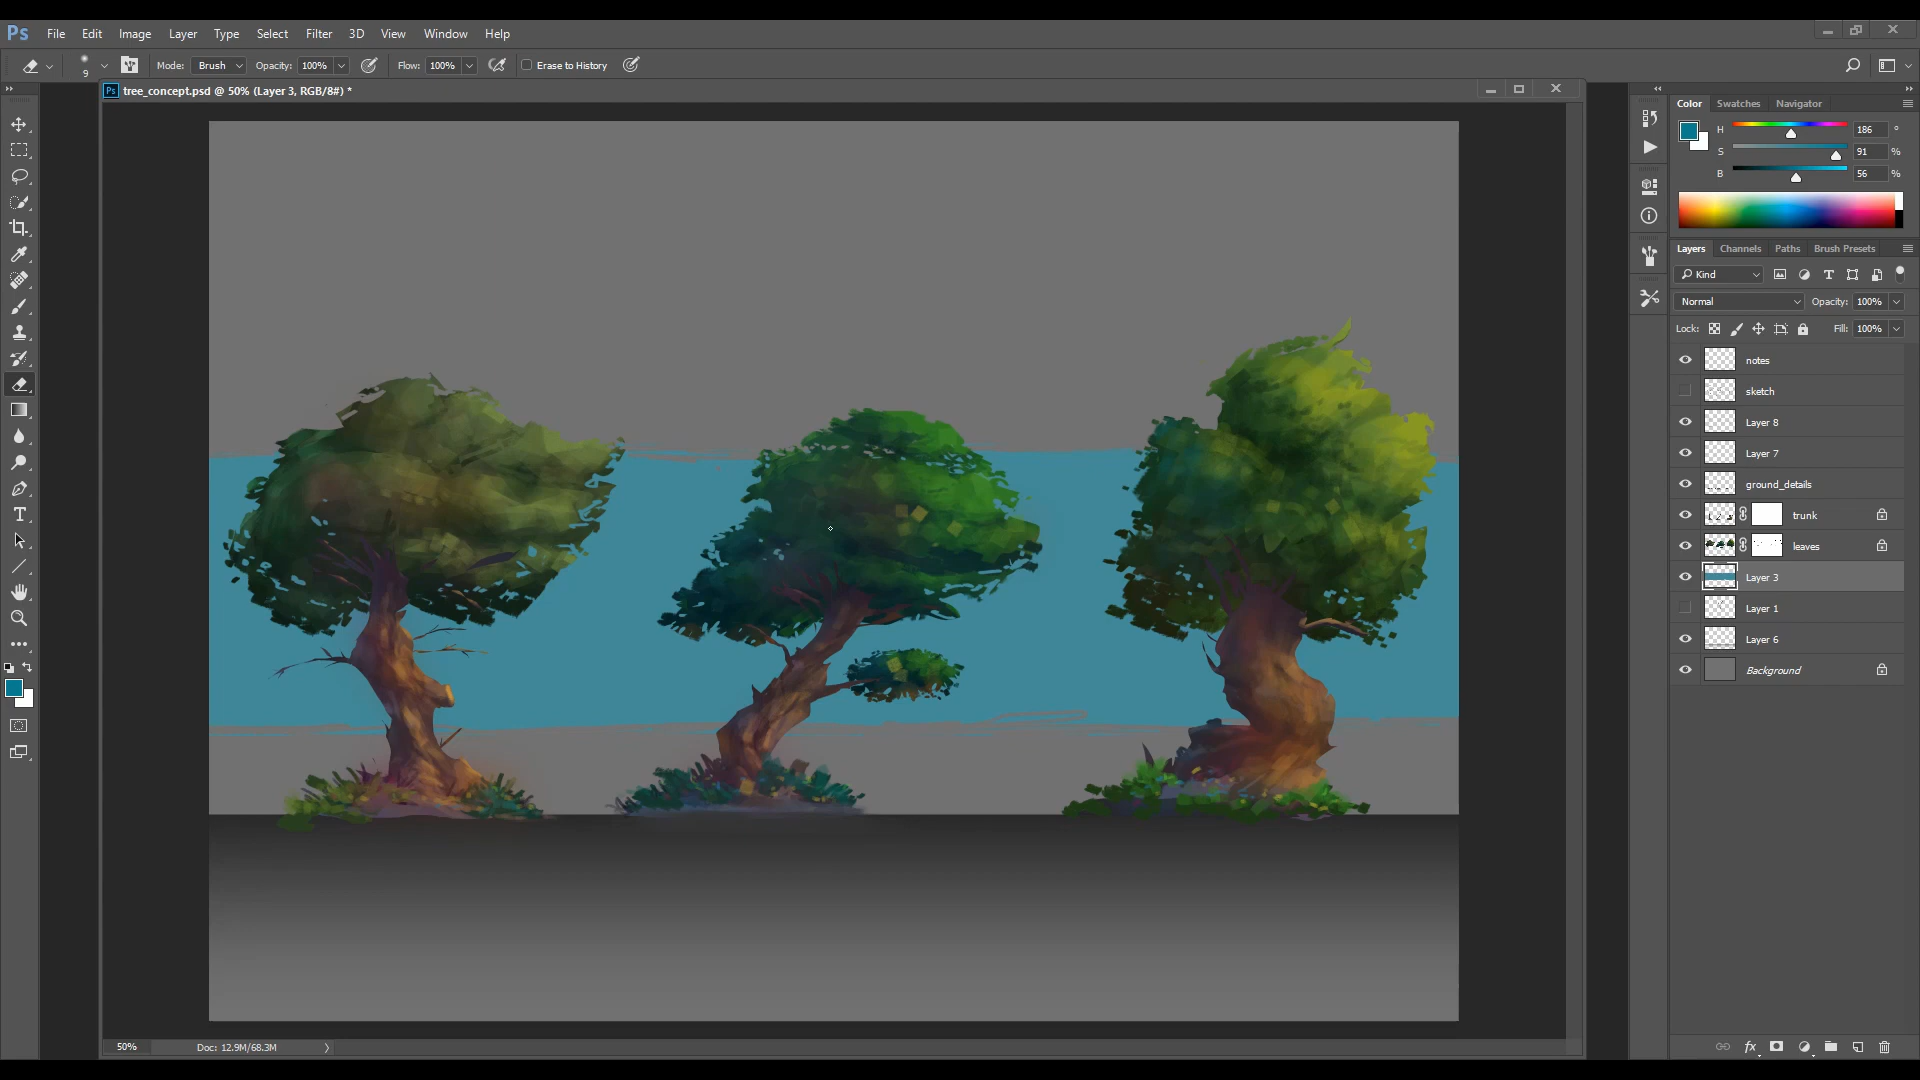 Ps File Edit Image Layer Type Select Filter 3D View Window Help
9 Mode: Brush Opacity: 100% Flow: 100% Erase to History
Ps tree_concept.psd @ 50% (Layer 3, RGB/8#) *
Color Swatches Navigator
H 186 °
S 91 %
B 56 %
Layers Channels Paths Brush Presets
Kind
Normal Opacity: 100%
Lock: Fill: 100%
notes
sketch
Layer 8
Layer 7
ground_details
trunk
leaves
Layer 3
Layer 1
Layer 6
Background
50% Doc: 12.9M/68.3M
fx